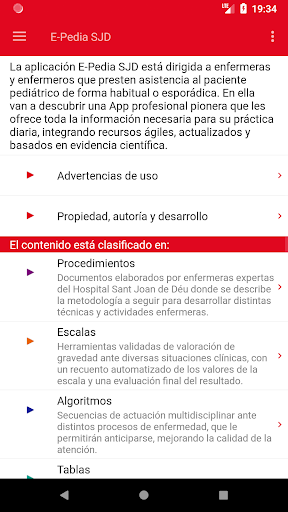 19:34
E-Pedia SJD
La aplicación E-Pedia SJD está dirigida a enfermeras y
enfermeros que presten asistencia al paciente
pediátrico de forma habitual o esporádica. En ella
van a descubrir una App profesional pionera que les
ofrece toda la información necesaria para su práctica
diaria, integrando recursos ágiles, actualizados y
basados en evidencia científica.
Advertencias de uso
Propiedad, autoría y desarrollo
El contenido está clasificado en:
Procedimientos
Documentos elaborados por enfermeras expertas
del Hospital Sant Joan de Déu donde se describe
la metodología a seguir para desarrollar distintas
técnicas y actividades enfermeras.
Escalas
Herramientas validadas de valoración de
gravedad ante diversas situaciones clínicas, con
un recuento automatizado de los valores de la
escala y una evaluación final del resultado.
Algoritmos
Secuencias de actuación multidisciplinar ante
distintos procesos de enfermedad, que le
permitirán anticiparse, mejorando la calidad de la
atención.
Tablas